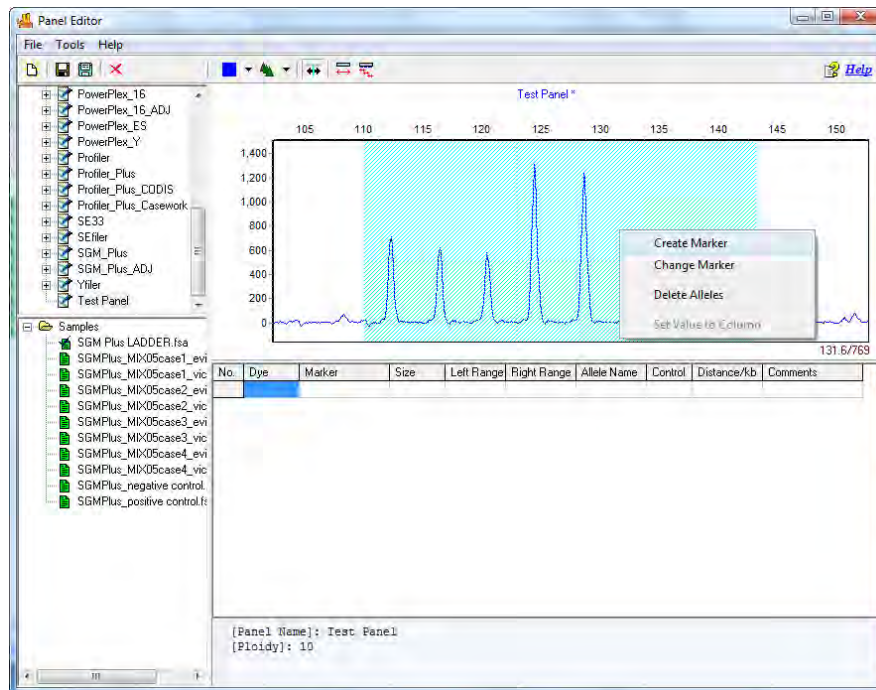 Panel Editor
File Tools Help
Help
PowerPlex_16
PowerPlex_16_ADJ
PowerPlex_ES
PowerPlex_Y
Profiler
Profiler_Plus
Profiler_Plus_CODIS
Profiler_Plus_Casework
SE33
SEfiler
SGM_Plus
SGM_Plus_ADJ
Yfiler
Test Panel
Samples
SGM Plus LADDER.fsa
SGMPlus_MIX05case1_evi
SGMPlus_MIX05case1_vic
SGMPlus_MIX05case2_evi
SGMPlus_MIX05case2_vic
SGMPlus_MIX05case3_evi
SGMPlus_MIX05case3_vic
SGMPlus_MIX05case4_evi
SGMPlus_MIX05case4_vic
SGMPlus_negative control.
SGMPlus_positive control.fs
Test Panel *
105 110 115 120 125 130 135 140 145 150
1,400
1,200
1,000
800
600
400
200
0
Create Marker
Change Marker
Delete Alleles
Set Value to Column
131.6/769
No. Dye Marker Size Left Range Right Range Allele Name Control Distance/kb Comments
[Panel Name]: Test Panel
[Ploidy]: 10